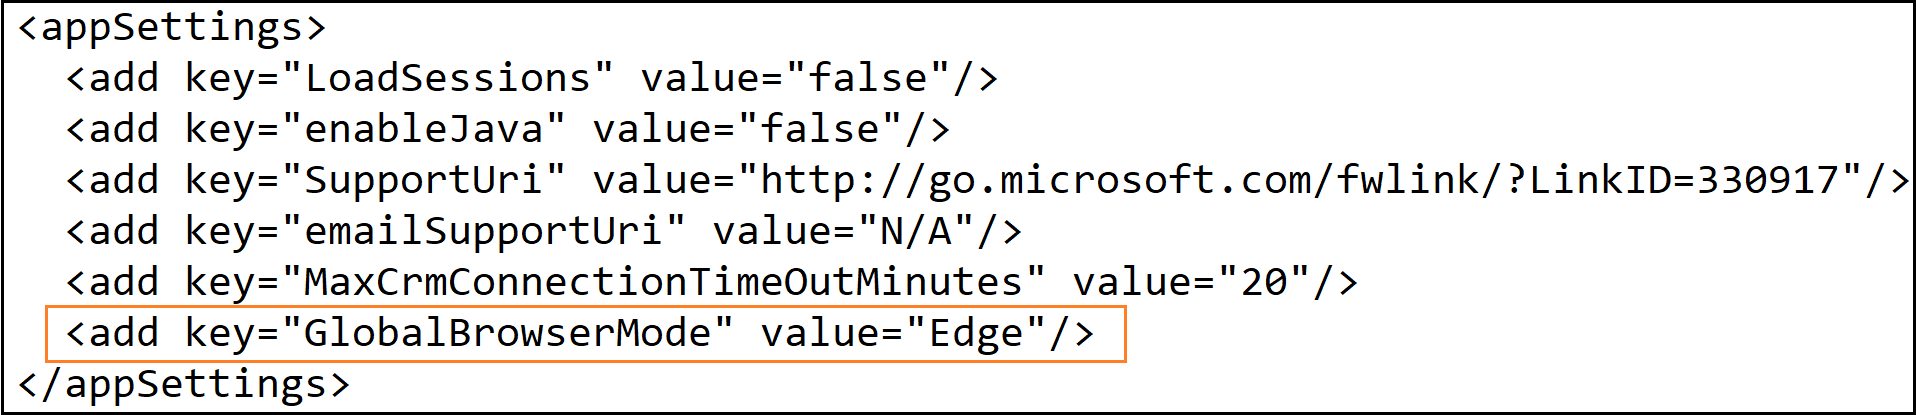 <appSettings>
  <add key="LoadSessions" value="false"/>
  <add key="enableJava" value="false"/>
  <add key="SupportUri" value="http://go.microsoft.com/fwlink/?LinkID=330917"/>
  <add key="emailSupportUri" value="N/A"/>
  <add key="MaxCrmConnectionTimeOutMinutes" value="20"/>
  <add key="GlobalBrowserMode" value="Edge"/>
</appSettings>